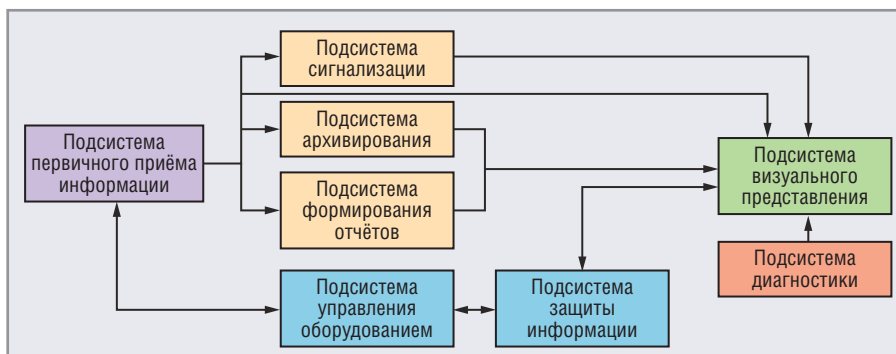 Подсистема
сигнализации
Подсистема
первичного приёма
информации
Подсистема
архивирования
Подсистема
формирования
отчётов
Подсистема
визуального
представления
Подсистема
диагностики
Подсистема
управления
оборудованием
Подсистема
защиты
информации